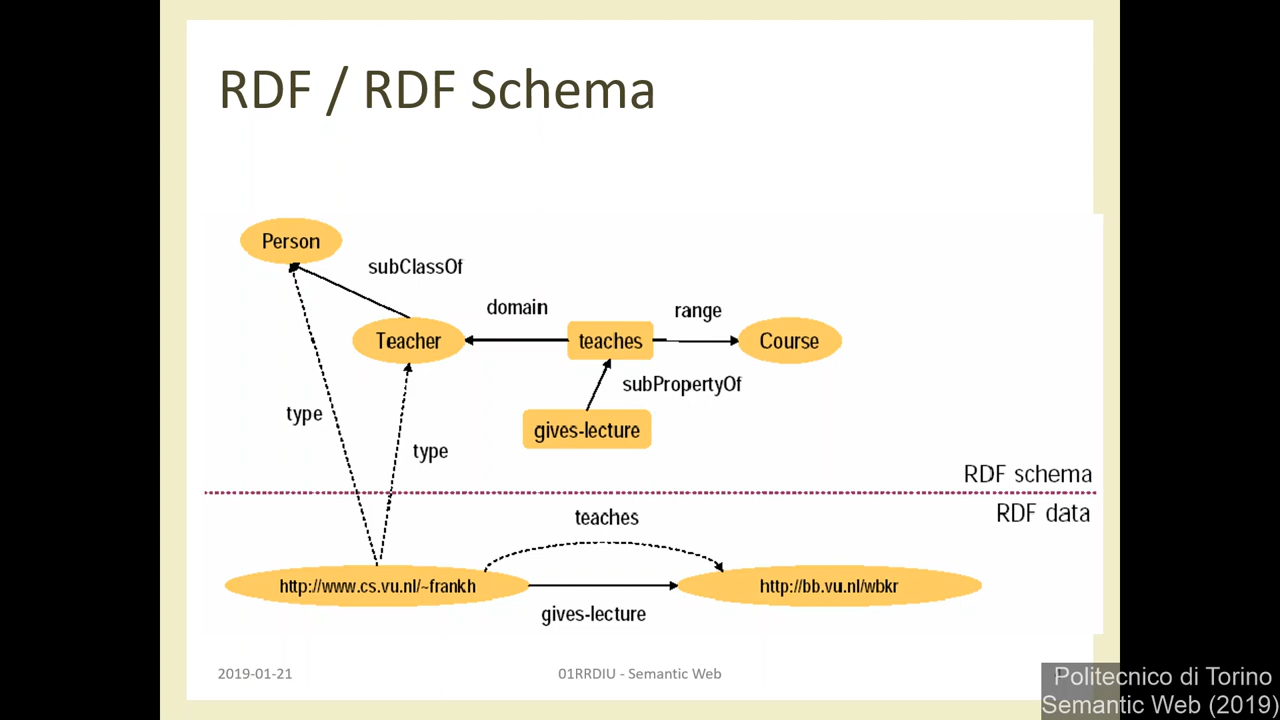 RDF / RDF Schema
Person
subClassOf
domain
range
Teacher
teaches
Course
subPropertyOf
type
gives-lecture
type
RDF schema
RDF data
teaches
http://www.cs.vu.nl/~frankh
http://bb.vu.nl/wbkr
gives-lecture
2019-01-21
01RRDIU - Semantic Web
Politecnico di Torino
Semantic Web (2019)